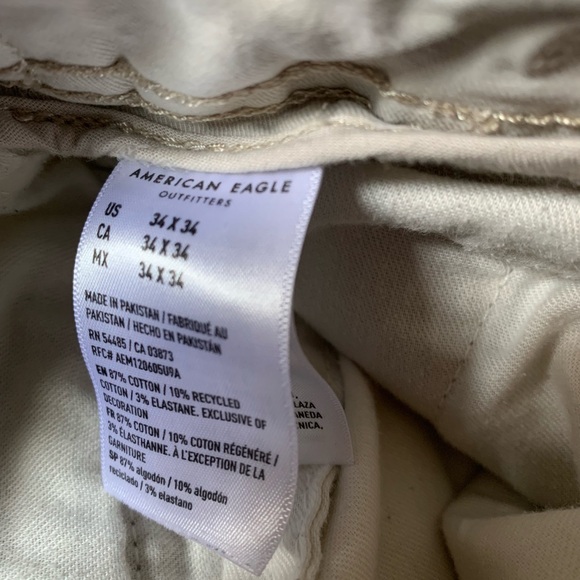 AMERICAN EAGLE
OUTFITTERS
US 34 X 34
CA 34 X 34
MX 34 X 34
MADE IN PAKISTAN / FABRIQUÉ AU
PAKISTAN / HECHO EN PAKISTÁN
RN 54485 / CA 03873
RFC# AEM120605U9A
EN 87% COTTON / 10% RECYCLED
COTTON / 3% ELASTANE. EXCLUSIVE OF
DECORATION
FR 87% COTON / 10% COTON RÉGÉNÉRÉ /
3% ÉLASTHANNE. À L'EXCEPTION DE LA
GARNITURE
SP 87% algodón / 10% algodón
reciclado / 3% elastano